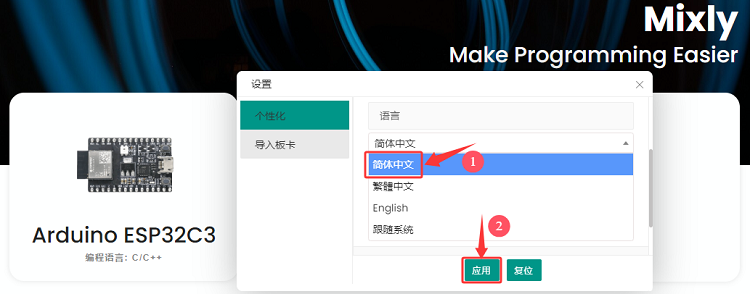 Mixly
Make Programming Easier
设置
个性化
导入板卡
语言
简体中文
简体中文
1
繁體中文
English
跟随系统
2
应用
复位
Arduino ESP32C3
编程语言: C/C++